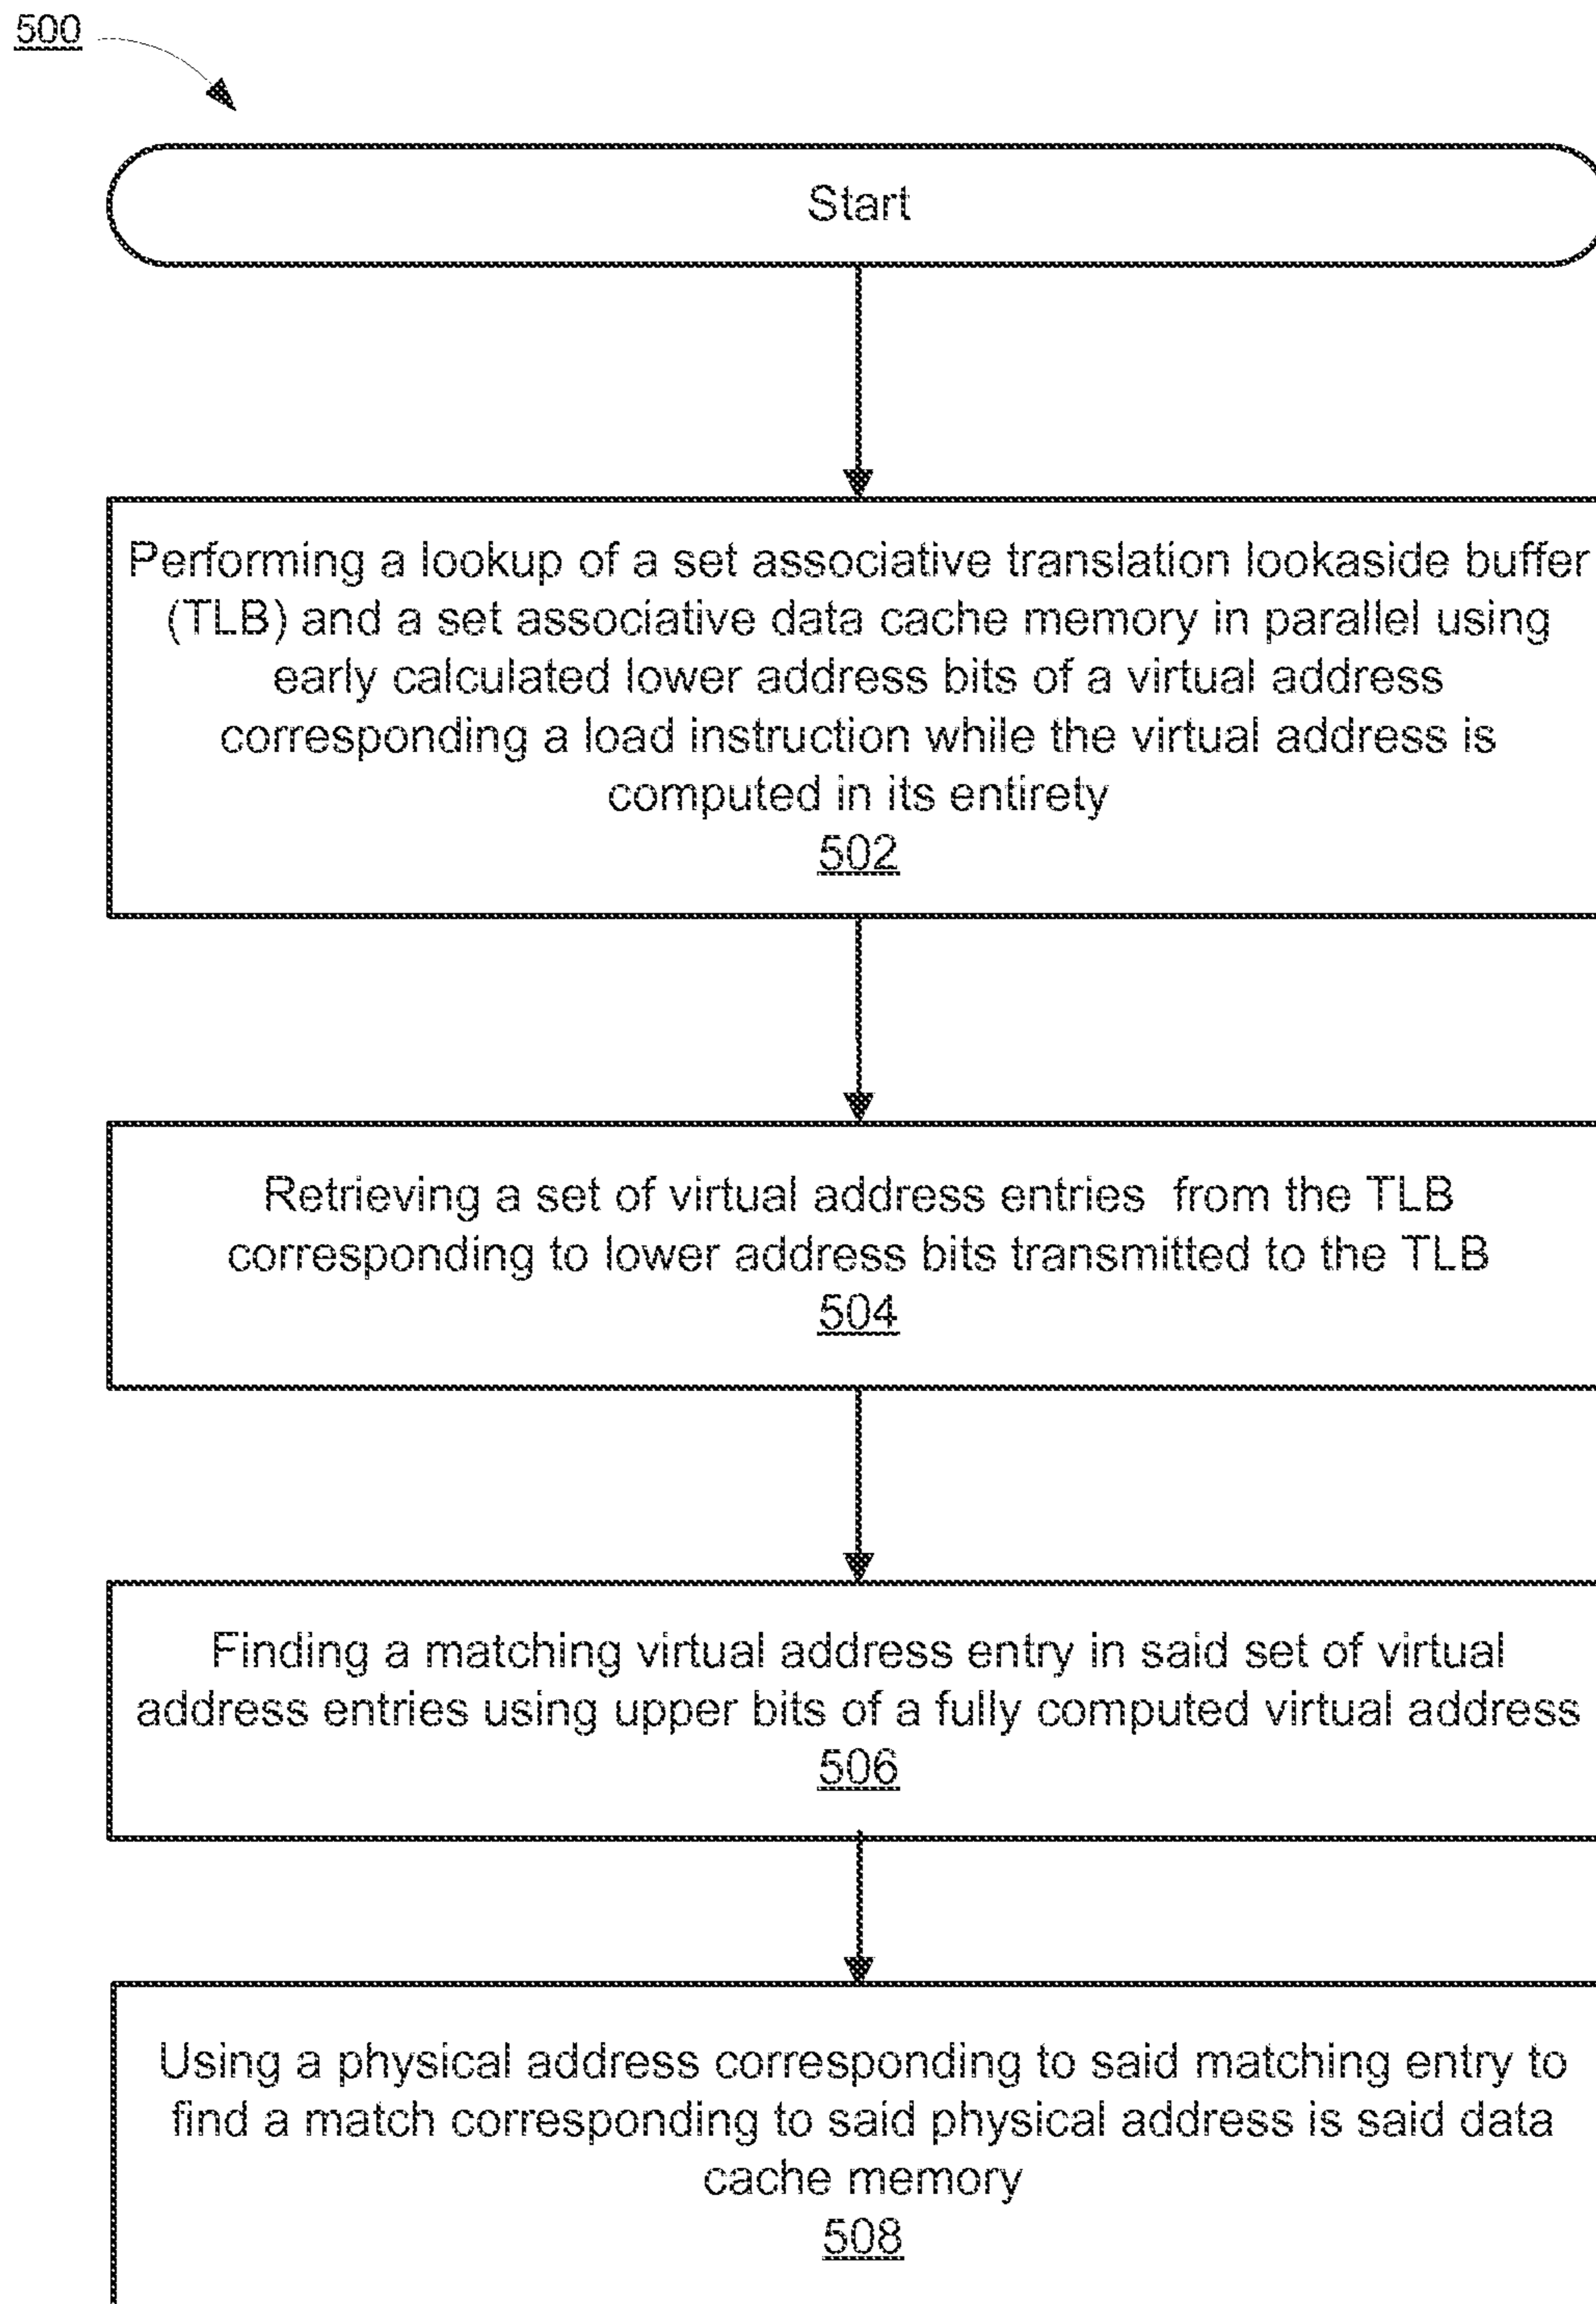 500
Start
Performing a lookup of a set associative translation lookaside buffer
(TLB) and a set associative data cache memory in parallel using
early calculated lower address bits of a virtual address
corresponding a load instruction while the virtual address is
computed in its entirety
502
Retrieving a set of virtual address entries from the TLB
corresponding to lower address bits transmitted to the TLB
504
Finding a matching virtual address entry in said set of virtual
address entries using upper bits of a fully computed virtual address
506
Using a physical address corresponding to said matching entry to
find a match corresponding to said physical address is said data
cache memory
508